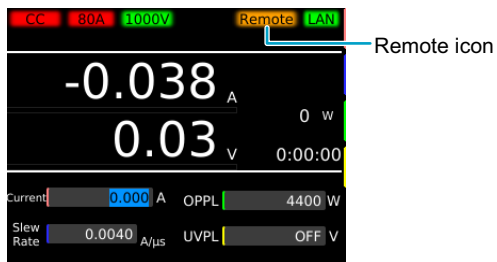 CC 80A 1000V Remote LAN
Remote icon
-0.038 A
0 W
0.03 V
0:00:00
Current 0.000 A OPPL 4400 W
Slew Rate 0.0040 A/µs UVPL OFF V